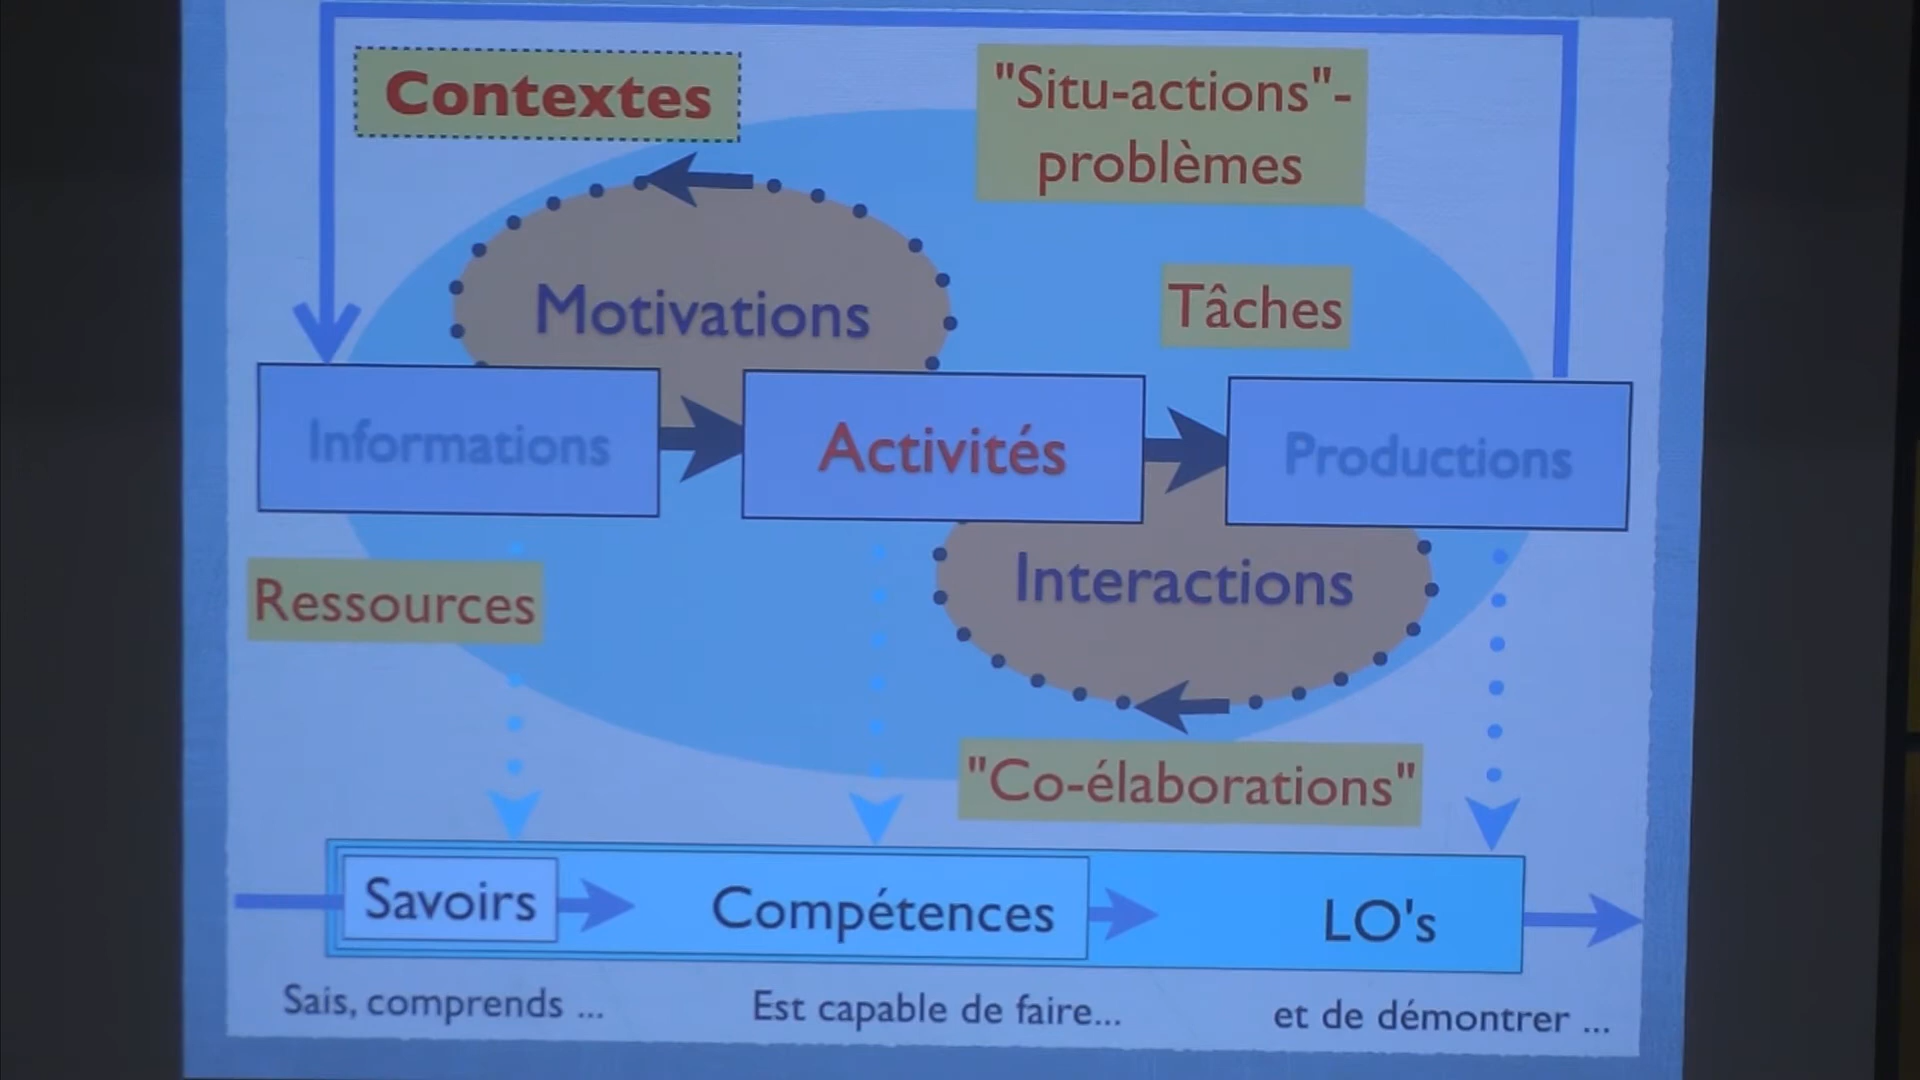 Contextes
"Situ-actions"-
problèmes
Motivations
Tâches
Informations
Activités
Productions
Interactions
Ressources
"Co-élaborations"
Savoirs
Compétences
LO's
Sais, comprends ...
Est capable de faire...
et de démontrer ...